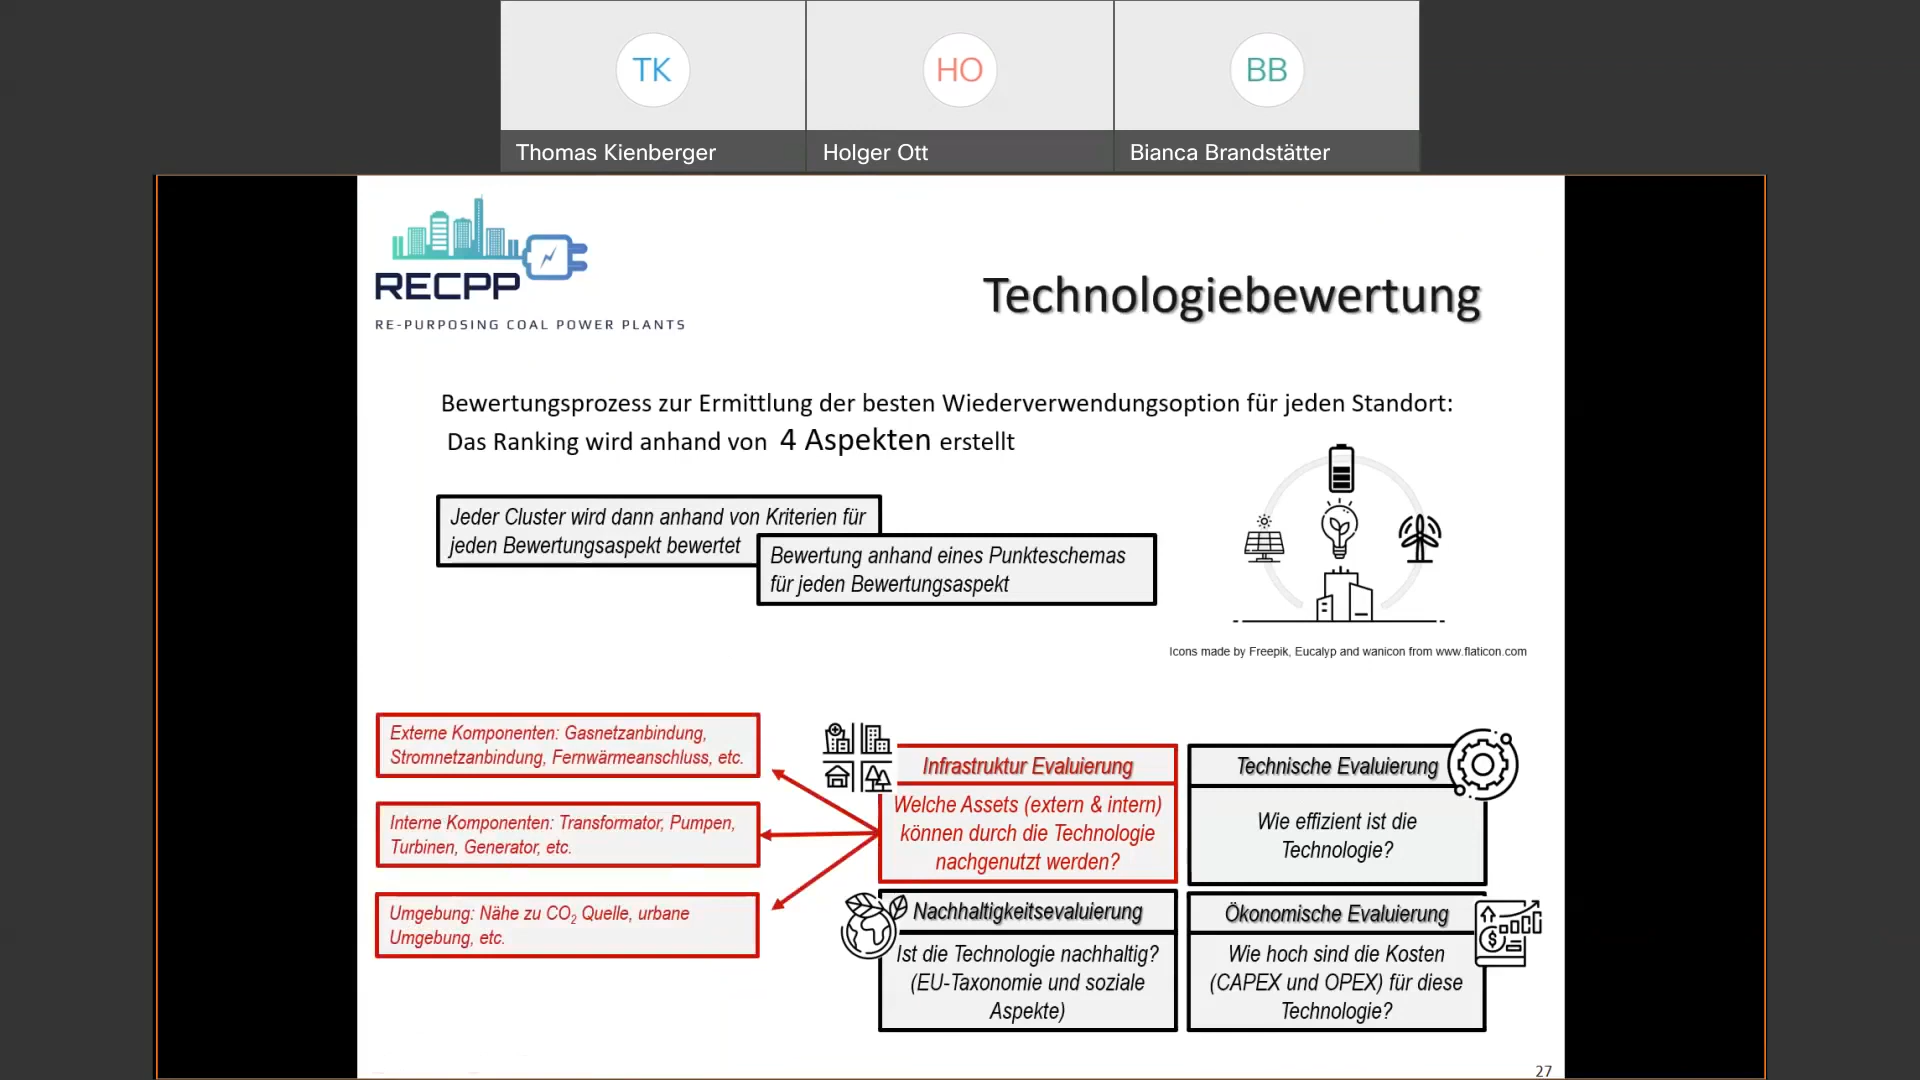 TK
HO
BB
Thomas Kienberger
Holger Ott
Bianca Brandstätter
RECPP
RE-PURPOSING COAL POWER PLANTS
Technologiebewertung
Bewertungsprozess zur Ermittlung der besten Wiederverwendungsoption für jeden Standort:
Das Ranking wird anhand von 4 Aspekten erstellt
Jeder Cluster wird dann anhand von Kriterien für
jeden Bewertungsaspekt bewertet
Bewertung anhand eines Punkteschemas
für jeden Bewertungsaspekt
Icons made by Freepik, Eucalyp and wanicon from www.flaticon.com
Externe Komponenten: Gasnetzanbindung,
Stromnetzanbindung, Fernwärmeanschluss, etc.
Interne Komponenten: Transformator, Pumpen,
Turbinen, Generator, etc.
Umgebung: Nähe zu CO₂ Quelle, urbane
Umgebung, etc.
Infrastruktur Evaluierung
Welche Assets (extern & intern)
können durch die Technologie
nachgenutzt werden?
Technische Evaluierung
Wie effizient ist die
Technologie?
Nachhaltigkeitsevaluierung
Ist die Technologie nachhaltig?
(EU-Taxonomie und soziale
Aspekte)
Ökonomische Evaluierung
Wie hoch sind die Kosten
(CAPEX und OPEX) für diese
Technologie?
27